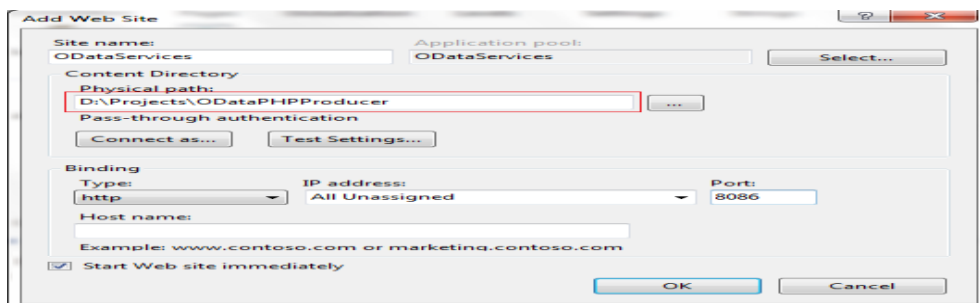 Add Web Site
Site name: Application pool:
ODataServices ODataServices Select...
Content Directory
Physical path:
D:\Projects\ODataPHPProducer ...
Pass-through authentication
Connect as... Test Settings...
Binding
Type: IP address: Port:
http All Unassigned 8086
Host name:
Example: www.contoso.com or marketing.contoso.com
Start Web site immediately
OK Cancel